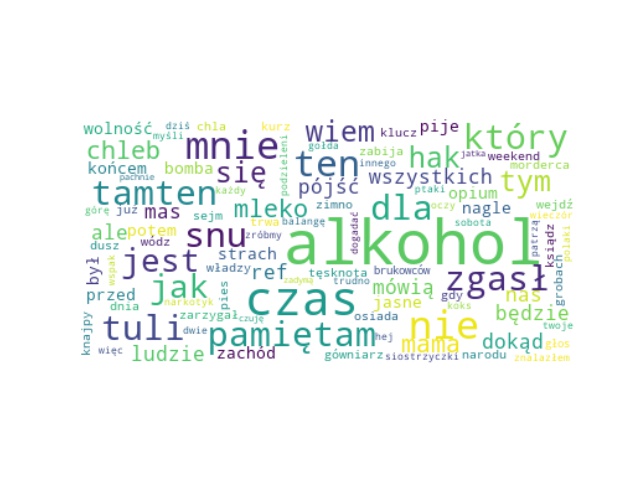 wolność dziś chla kurz wiem klucz pije który
myśli
chleb mnie gołda zabija hak jatka weekend
końcem bomba się podzieleni ten innego wszystkich morderca
pachnie
tamten każdy pójść ptaki opium tym
górę już mas sejm mleko zimno dla oczy nagle wejdź
ale potem trwa balangę sobota wieczór
dusz wódz snu zróbmy alkohol dogadać patrzą ksiądz polaki
był wspak jest strach
władzy ref tęsknota brukowców zgasł grobach
zadymą trudno mówią gdy nas
przed jak pies czas jasne koks
dnia narkotyk osiada będzie
knajpy tuli zarzygał czuję pamiętam nie twoje
dwie hej mama dokąd głos
więc ludzie zachód gówniarz siostrzyczki narodu znalazłem